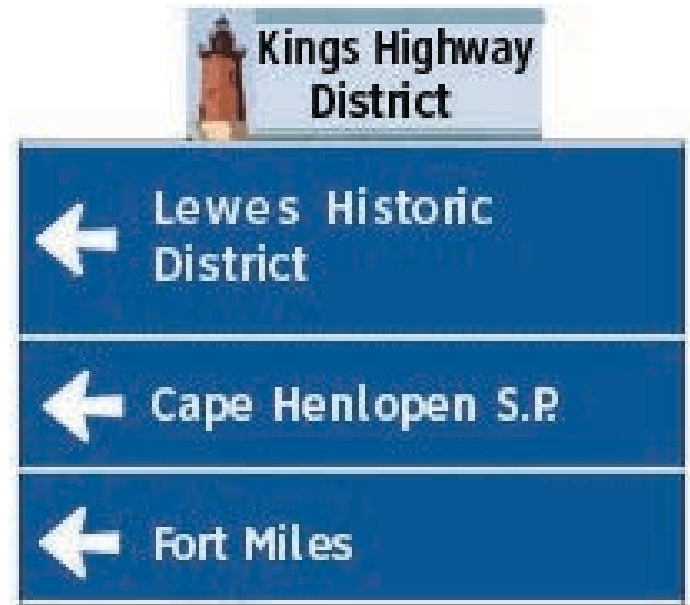 Kings Highway
District
Lewes Historic
District
Cape Henlopen S.P.
Fort Miles